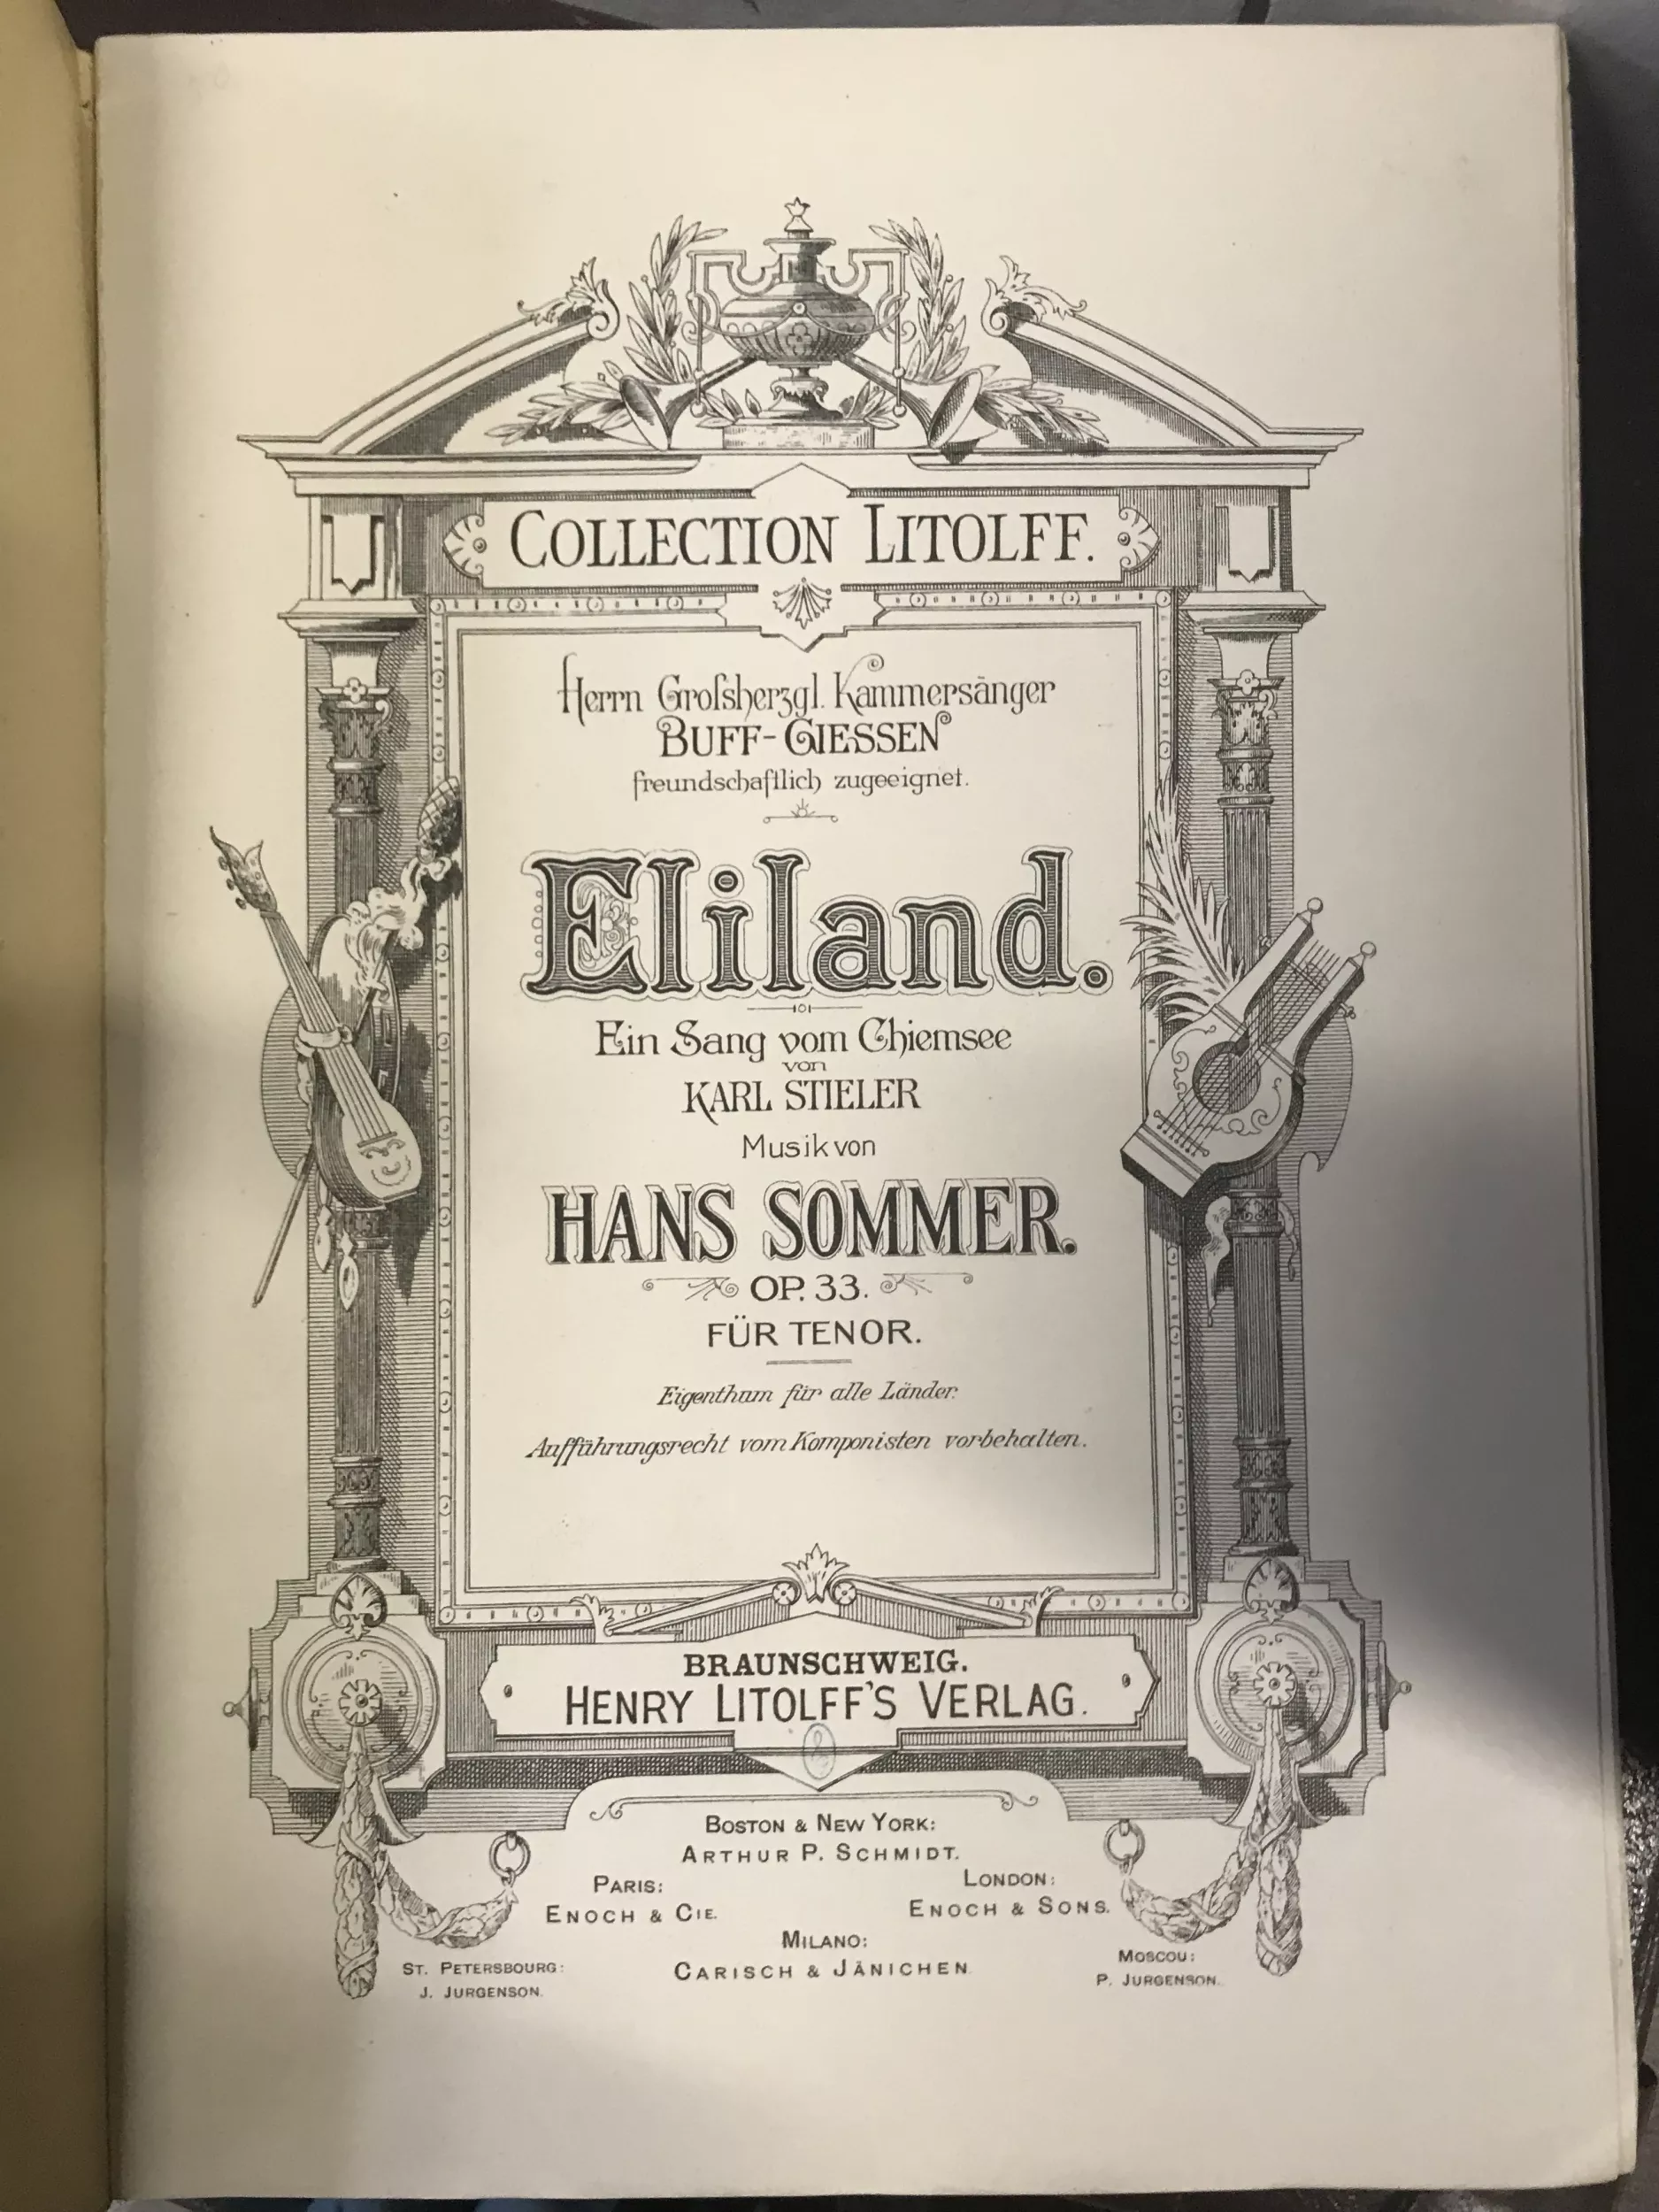 COLLECTION LITOLFF.
Herrn Groſsherzgl. Kammersänger
BUFF-GIESSEN
freundschaftlich zugeeignet.
Eliland.
Ein Sang vom Chiemsee
von
KARL STIELER
Musik von
HANS SOMMER.
OP. 33.
FÜR TENOR.
Eigenthum für alle Länder.
Aufführungsrecht vom Komponisten vorbehalten.
BRAUNSCHWEIG.
HENRY LITOLFF'S VERLAG.
BOSTON & NEW YORK:
ARTHUR P. SCHMIDT.
PARIS:
ENOCH & CIE.
LONDON:
ENOCH & SONS.
MILANO:
CARISCH & JÄNICHEN
ST. PETERSBOURG:
J. JURGENSON.
MOSCOU:
P. JURGENSON.